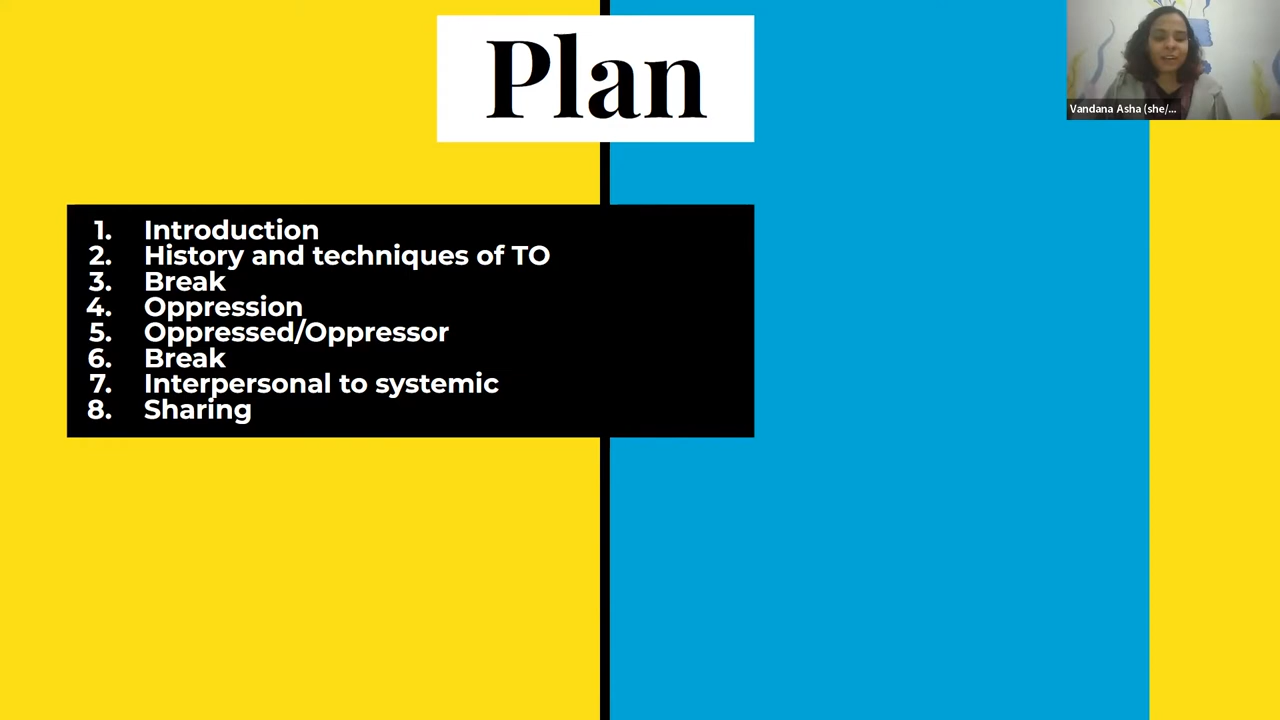 Plan
Vandana Asha (she/...
1. Introduction
2. History and techniques of TO
3. Break
4. Oppression
5. Oppressed/Oppressor
6. Break
7. Interpersonal to systemic
8. Sharing